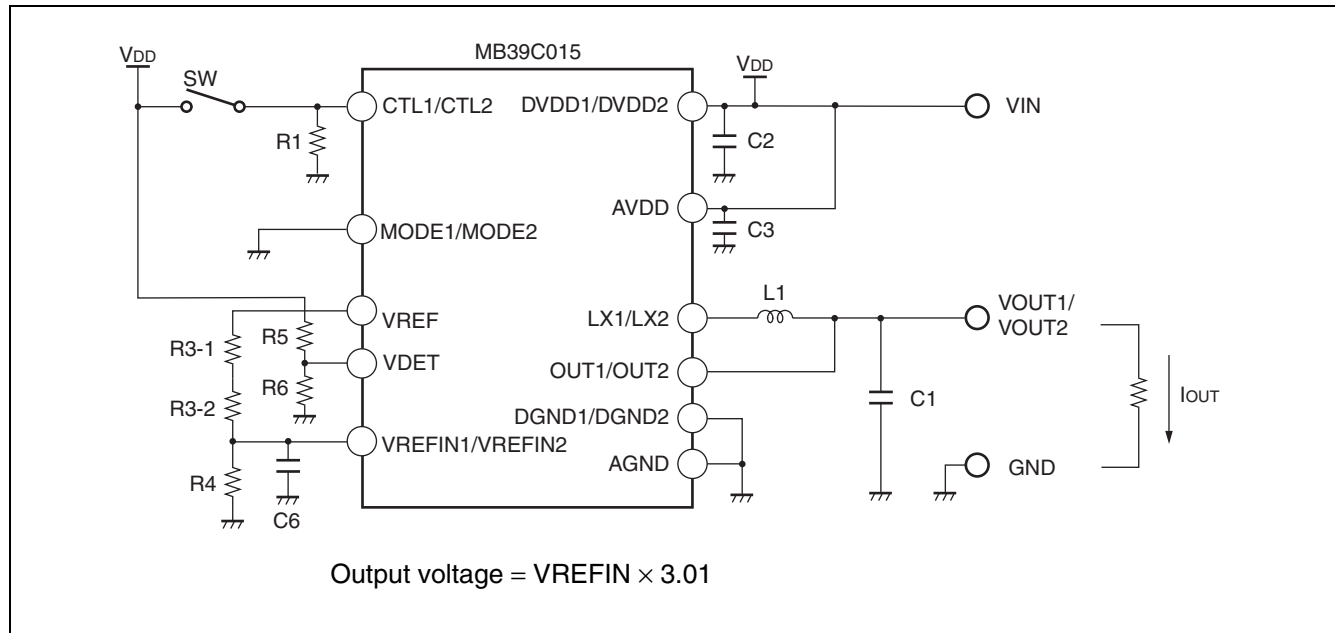 MB39C015
VDD
SW
CTL1/CTL2
R1
MODE1/MODE2
VREF
R5
R3-1
VDET
R6
R3-2
VREFIN1/VREFIN2
R4
C6
DVDD1/DVDD2
VDD
VIN
C2
AVDD
C3
LX1/LX2
L1
VOUT1/
VOUT2
OUT1/OUT2
C1
IOUT
DGND1/DGND2
AGND
GND
Output voltage = VREFIN × 3.01